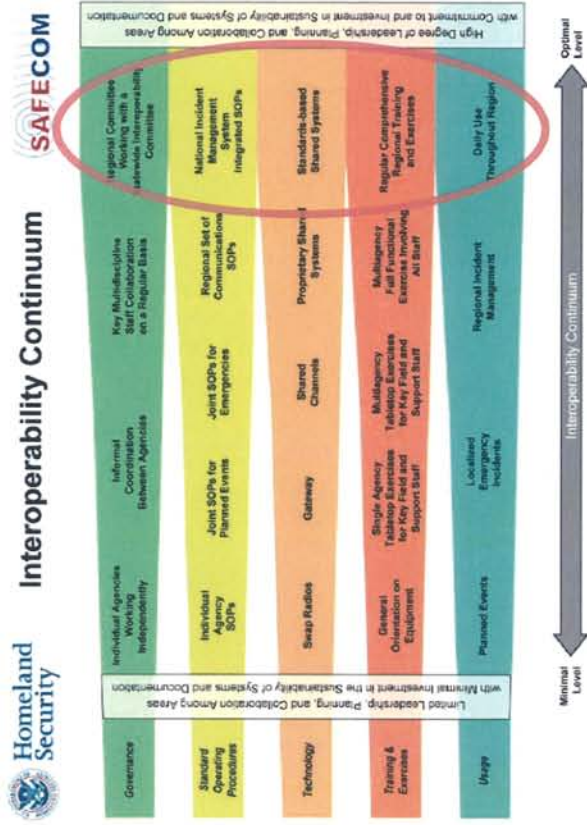 Homeland
Security
Interoperability Continuum
SAFECOM
Limited Leadership, Planning, and Collaboration Among Areas
with Minimal Investment in the Sustainability of Systems and Documentation
High Degree of Leadership, Planning, and Collaboration Among Areas
with Commitment to and Investment in Sustainability of Systems and Documentation
Governance
Individual Agencies
Working
Independently
Informal
Coordination
Between Agencies
Key Multidiscipline
Staff Collaboration
on a Regular Basis
Regional Committee
Working with a
Statewide Interoperability
Committee
Standard
Operating
Procedures
Individual
Agency
SOPs
Joint SOPs for
Planned Events
Joint SOPs for
Emergencies
Regional Set of
Communications
SOPs
National Incident
Management
System
Integrated SOPs
Technology
Swap Radios
Gateway
Shared
Channels
Proprietary Shared
Systems
Standards-based
Shared Systems
Training &
Exercises
General
Orientation on
Equipment
Single Agency
Tabletop Exercises
for Key Field and
Support Staff
Multiagency
Tabletop Exercises
for Key Field and
Support Staff
Multiagency
Full Functional
Exercise Involving
All Staff
Regular Comprehensive
Regional Training
and Exercises
Usage
Planned Events
Localized
Emergency
Incidents
Regional Incident
Management
Daily Use
Throughout Region
Minimal
Level
Interoperability Continuum
Optimal
Level